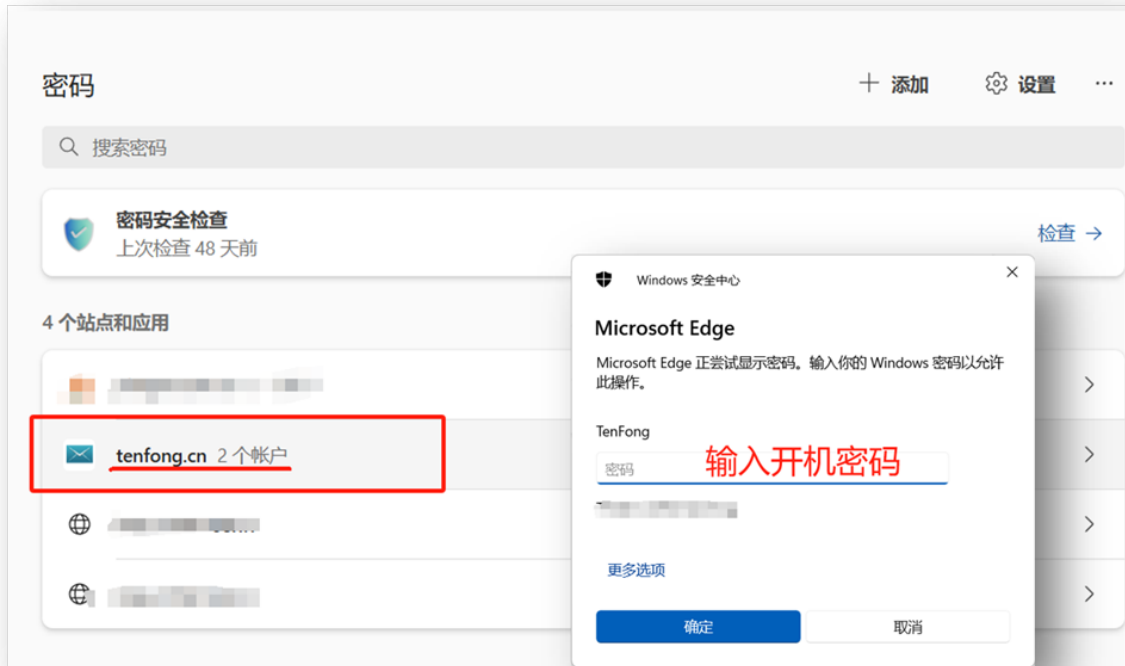 密码
添加
设置
搜索密码
密码安全检查
上次检查 48 天前
检查
4 个站点和应用
tenfong.cn 2 个帐户
Windows 安全中心
Microsoft Edge
Microsoft Edge 正尝试显示密码。输入你的 Windows 密码以允许
此操作。
TenFong
密码
输入开机密码
更多选项
确定
取消